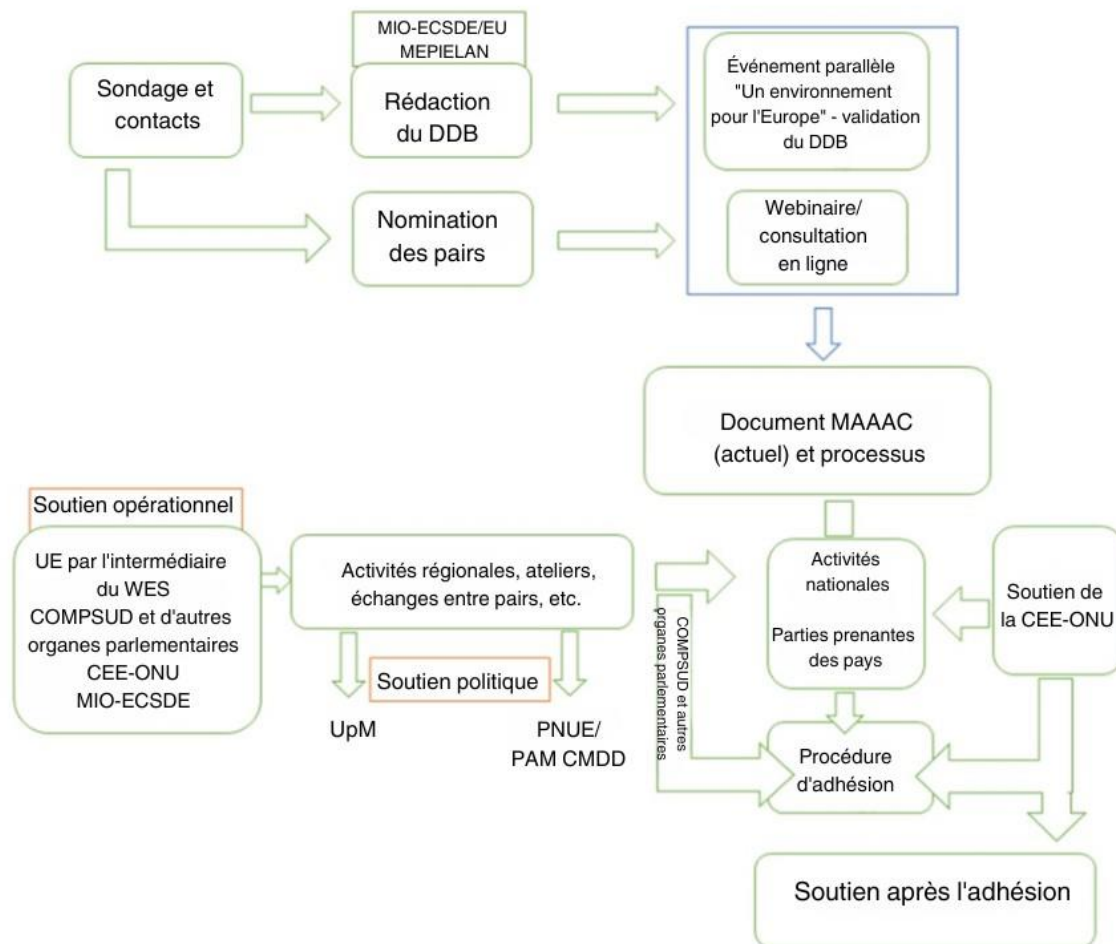 MIO-ECSDE/EU
MEPIELAN
Sondage et
contacts
Rédaction
du DDB
Événement parallèle
"Un environnement
pour l'Europe" - validation
du DDB
Nomination
des pairs
Webinaire/
consultation
en ligne
Document MAAAC
(actuel) et processus
Soutien opérationnel
UE par l'intermédiaire
du WES
COMPSUD et d'autres
organes parlementaires
CEE-ONU
MIO-ECSDE
Activités régionales, ateliers,
échanges entre pairs, etc.
Soutien politique
UpM
PNUE/
PAM CMDD
COMPSUD et autres
organes parlementaires
Activités
nationales
Parties prenantes
des pays
Soutien de
la CEE-ONU
Procédure
d'adhésion
Soutien après l'adhésion